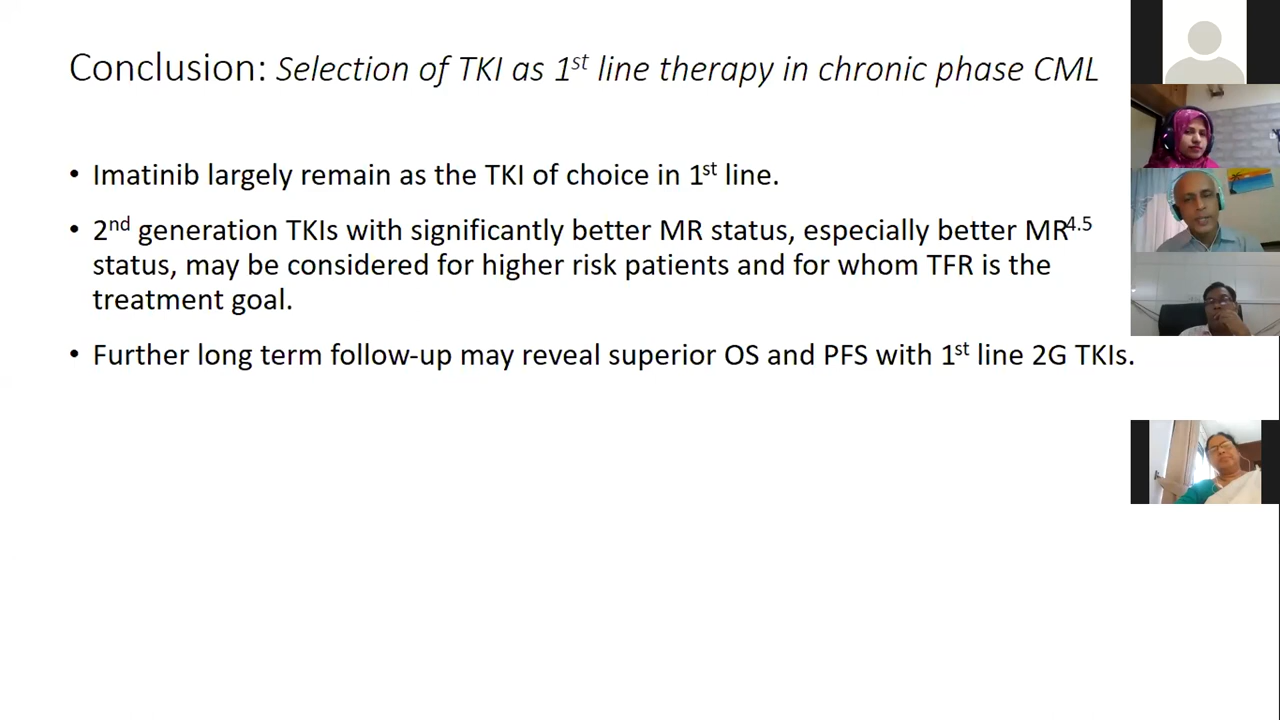 Conclusion: Selection of TKI as 1st line therapy in chronic phase CML
• Imatinib largely remain as the TKI of choice in 1st line.
• 2nd generation TKIs with significantly better MR status, especially better MR4.5
status, may be considered for higher risk patients and for whom TFR is the
treatment goal.
• Further long term follow-up may reveal superior OS and PFS with 1st line 2G TKIs.